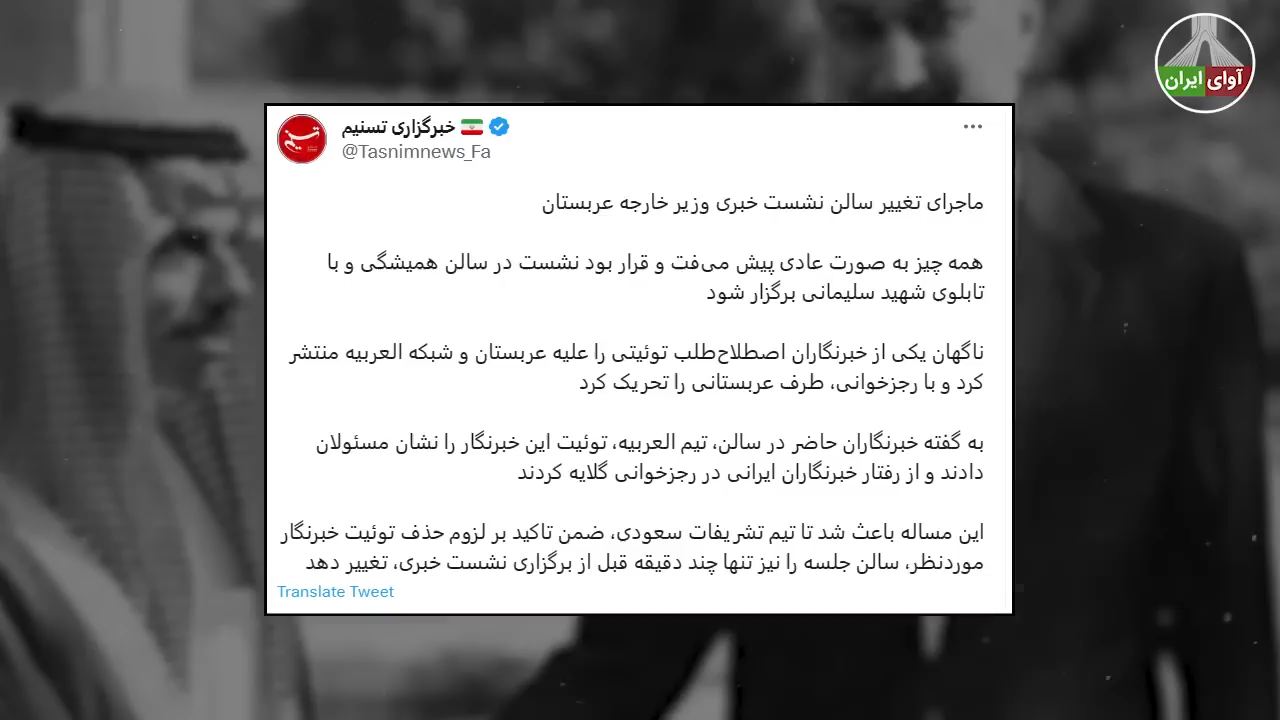 آوای ایران
خبرگزاری تسنیم
@Tasnimnews_Fa
ماجرای تغییر سالن نشست خبری وزیر خارجه عربستان
همه چیز به صورت عادی پیش می‌فت و قرار بود نشست در سالن همیشگی و با
تابلوی شهید سلیمانی برگزار شود
ناگهان یکی از خبرنگاران اصطلاح‌طلب توئیتی را علیه عربستان و شبکه العربیه منتشر
کرد و با رجزخوانی، طرف عربستانی را تحریک کرد
به گفته خبرنگاران حاضر در سالن، تیم العربیه، توئیت این خبرنگار را نشان مسئولان
دادند و از رفتار خبرنگاران ایرانی در رجزخوانی گلایه کردند
این مساله باعث شد تا تیم تشریفات سعودی، ضمن تاکید بر لزوم حذف توئیت خبرنگار
موردنظر، سالن جلسه را نیز تنها چند دقیقه قبل از برگزاری نشست خبری، تغییر دهد
Translate Tweet